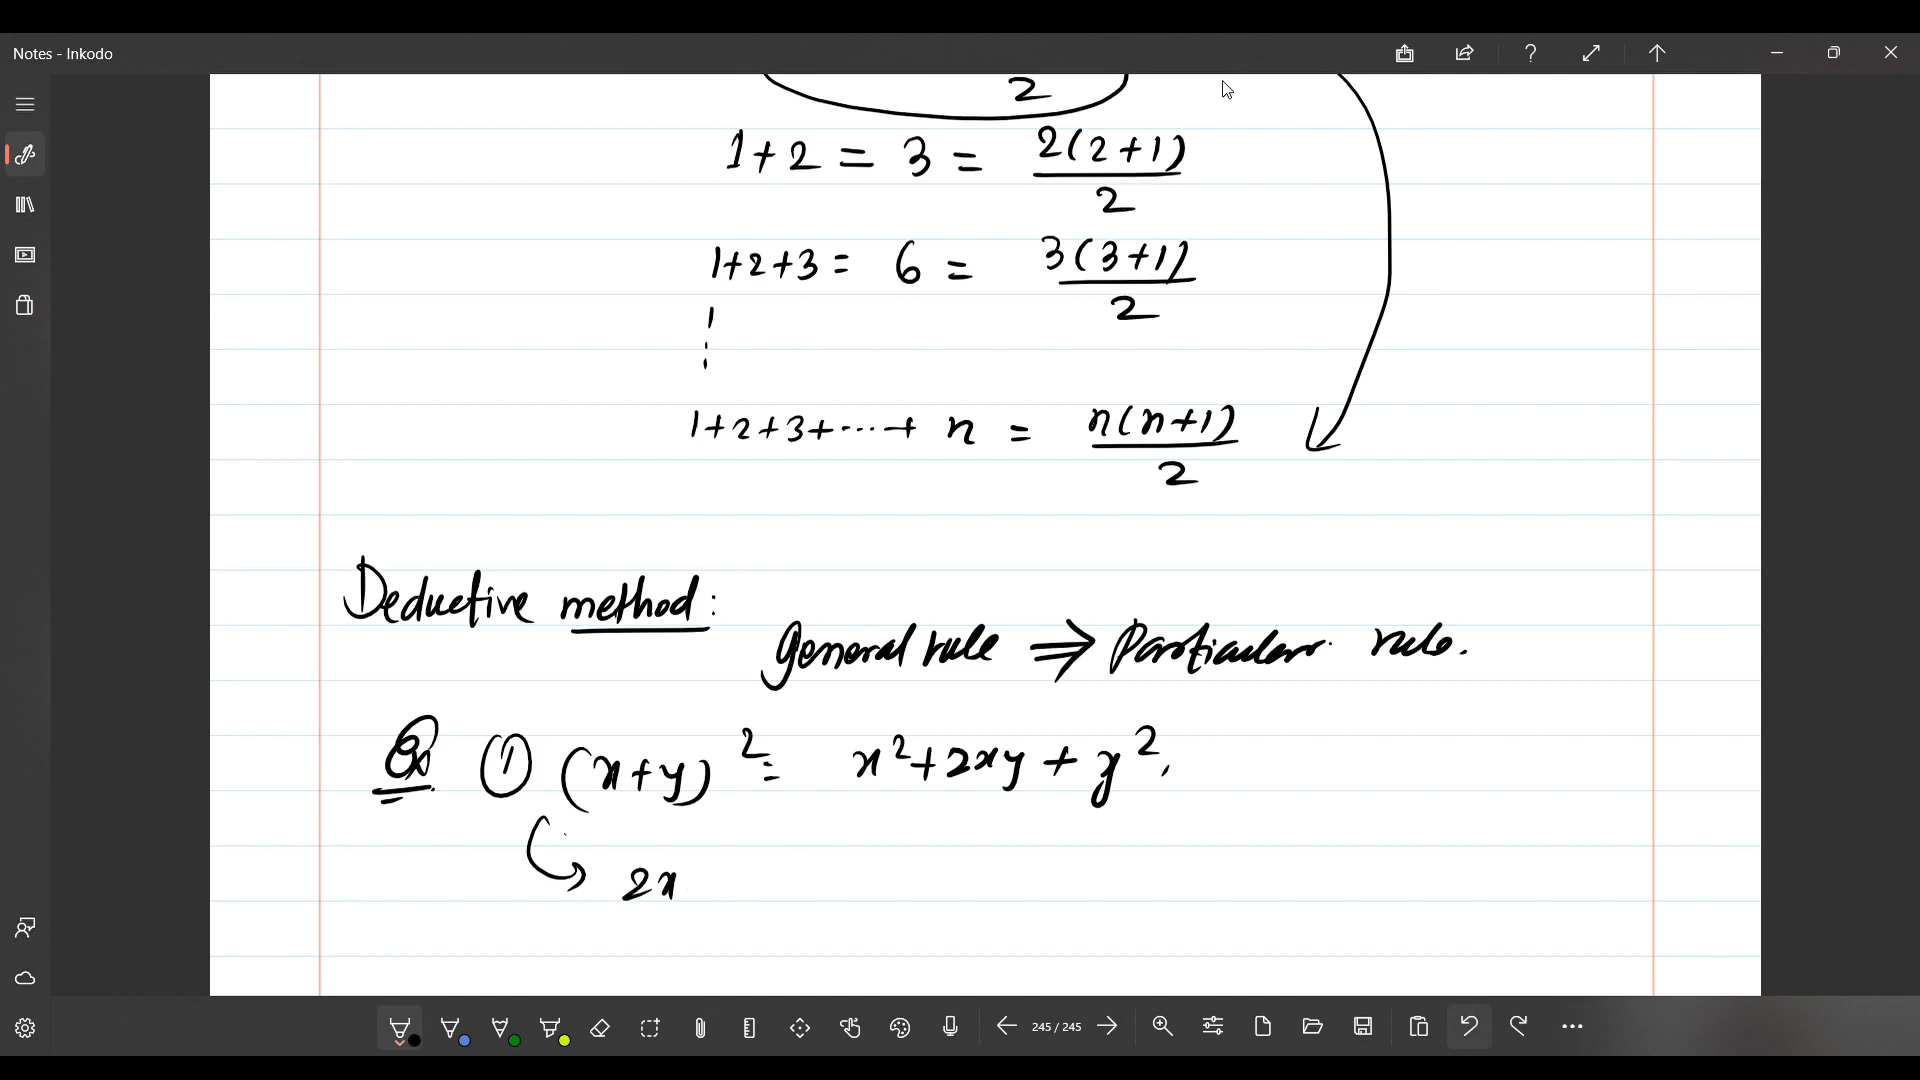 Notes - Inkodo
2
1+2 = 3 = 2(2+1)
2
1+2+3 = 6 = 3(3+1)
2
1+2+3+....+ n = n(n+1)
2
Deductive method:
General rule ⇒ Particular rule.
Ex ① (x+y)² = x²+2xy+y²,
2x
245 / 245